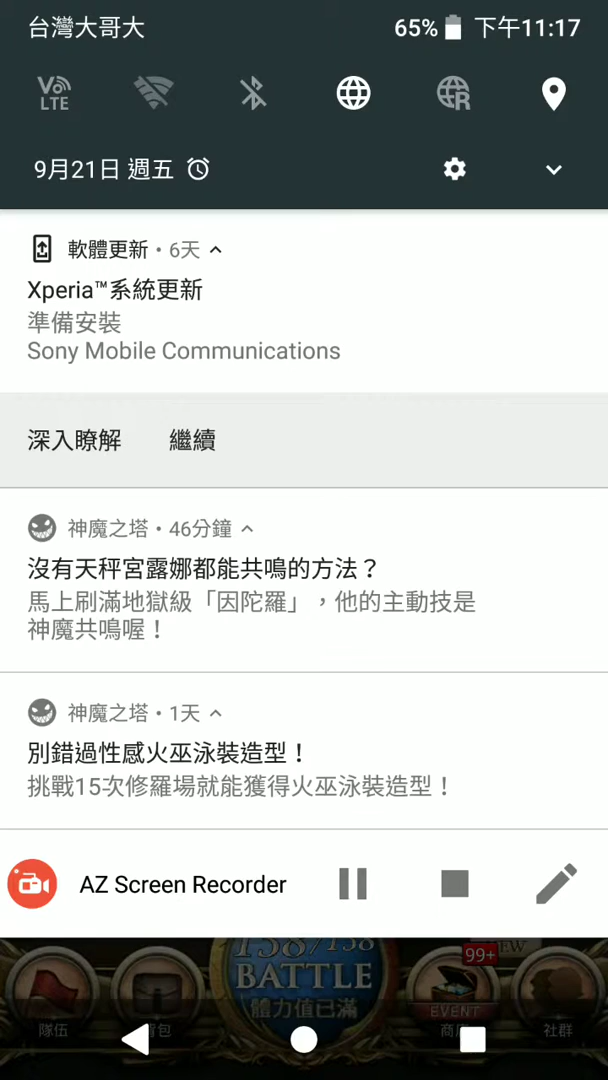 台灣大哥大
65% 下午11:17
Vo LTE
R
9月21日 週五
軟體更新・6天
Xperia™系統更新
準備安裝
Sony Mobile Communications
深入瞭解 繼續
神魔之塔・46分鐘
沒有天秤宮露娜都能共鳴的方法？
馬上刷滿地獄級「因陀羅」，他的主動技是
神魔共鳴喔！
神魔之塔・1天
別錯過性感火巫泳裝造型！
挑戰15次修羅場就能獲得火巫泳裝造型！
AZ Screen Recorder
158/158
BATTLE
體力值已滿
99+
EVENT
隊伍
社群